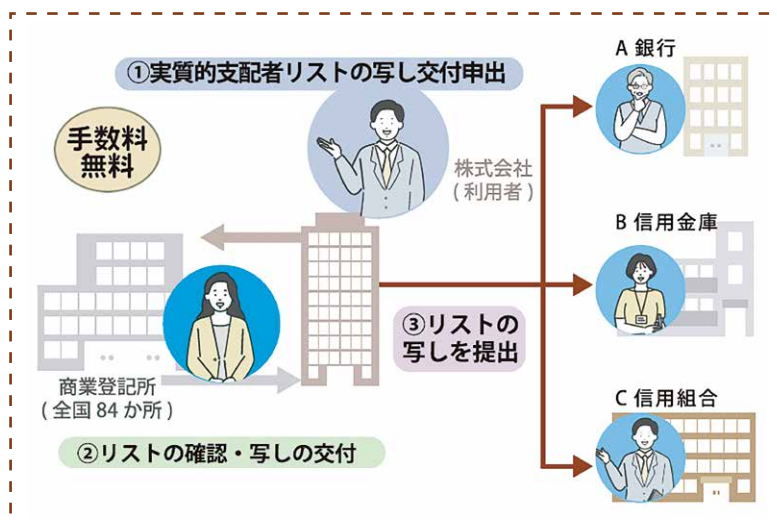 ①実質的支配者リストの写し交付申出
手数料
無料
株式会社
(利用者)
A 銀行
B 信用金庫
③リストの
写しを提出
商業登記所
(全国 84 か所)
②リストの確認・写しの交付
C 信用組合